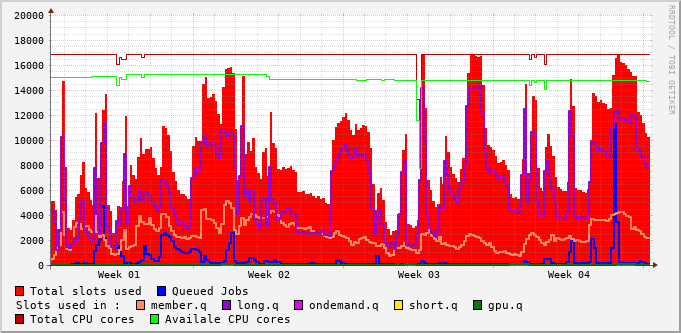 20000
18000
16000
14000
12000
10000
8000
6000
4000
2000
0
RRDTOOL / TOBI OETIKER
Week 01 Week 02 Week 03 Week 04
Total slots used Queued Jobs
Slots used in : member.q long.q ondemand.q short.q gpu.q
Total CPU cores Availale CPU cores